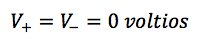 V₊ = V₋ = 0 voltios